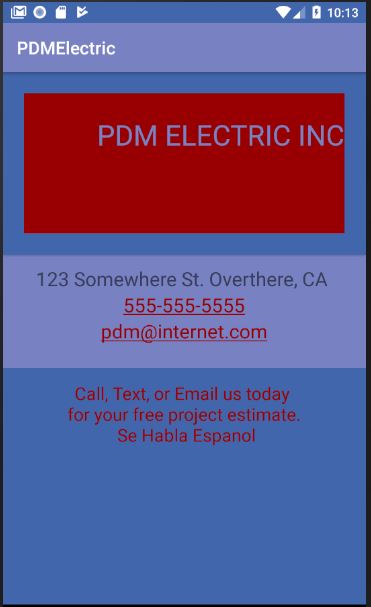 10:13
PDMElectric
PDM ELECTRIC INC
123 Somewhere St. Overthere, CA
555-555-5555
pdm@internet.com
Call, Text, or Email us today
for your free project estimate.
Se Habla Espanol